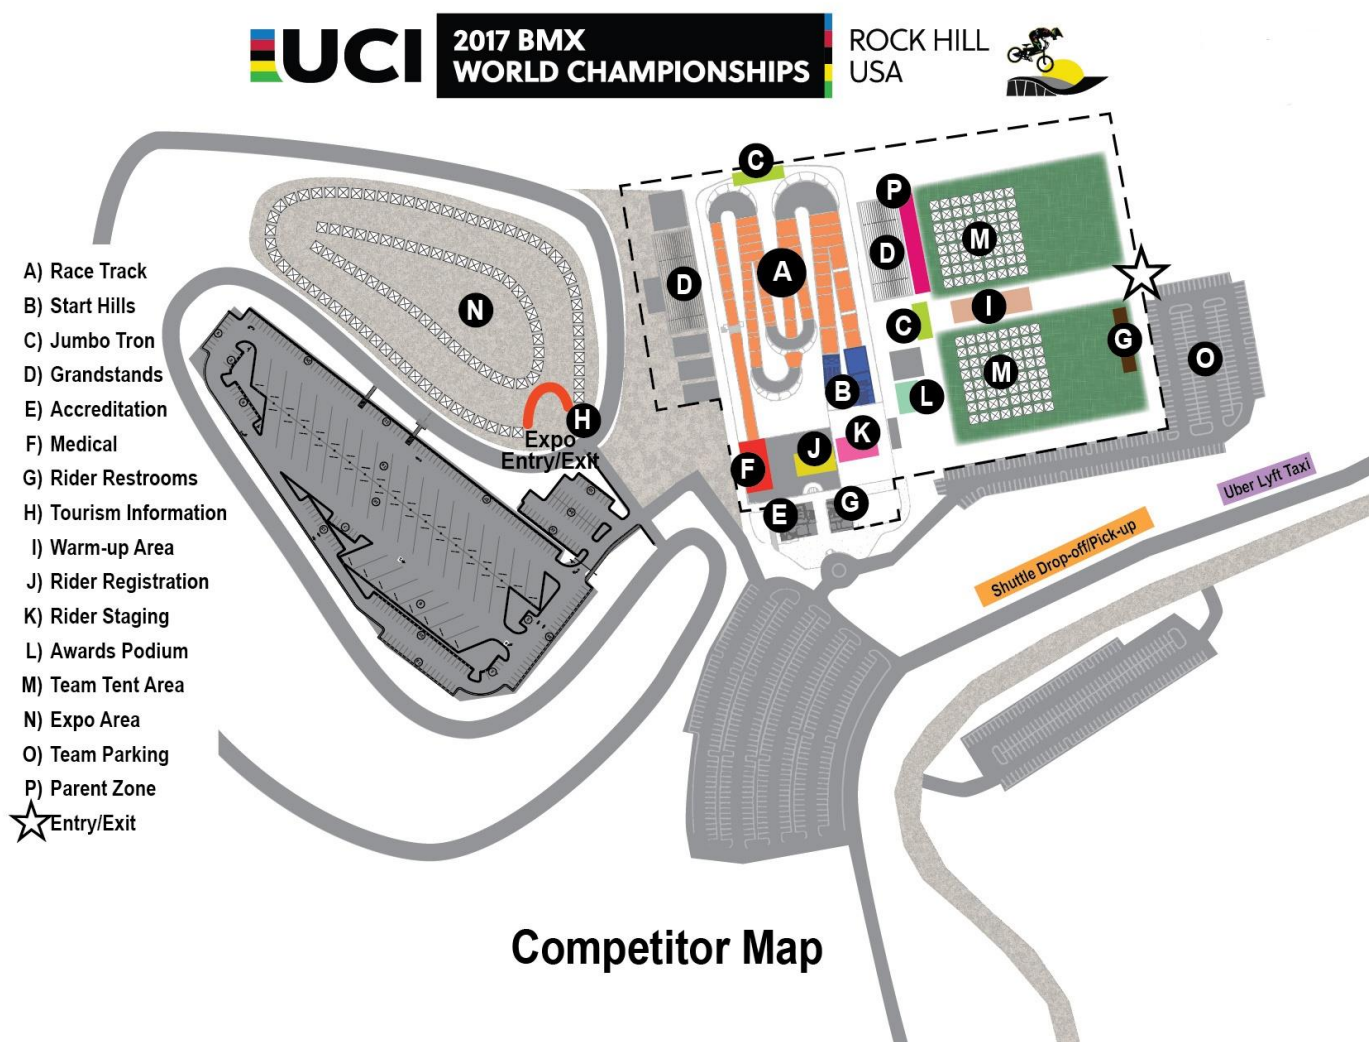 UCI
2017 BMX
WORLD CHAMPIONSHIPS
ROCK HILL
USA
A) Race Track
B) Start Hills
C) Jumbo Tron
D) Grandstands
E) Accreditation
F) Medical
G) Rider Restrooms
H) Tourism Information
I) Warm-up Area
J) Rider Registration
K) Rider Staging
L) Awards Podium
M) Team Tent Area
N) Expo Area
O) Team Parking
P) Parent Zone
Entry/Exit
C
P
M
D
D
A
N
I
C
G
O
M
B
L
H
Expo
Entry/Exit
K
J
F
G
E
Uber Lyft Taxi
Shuttle Drop-off/Pick-up
Competitor Map